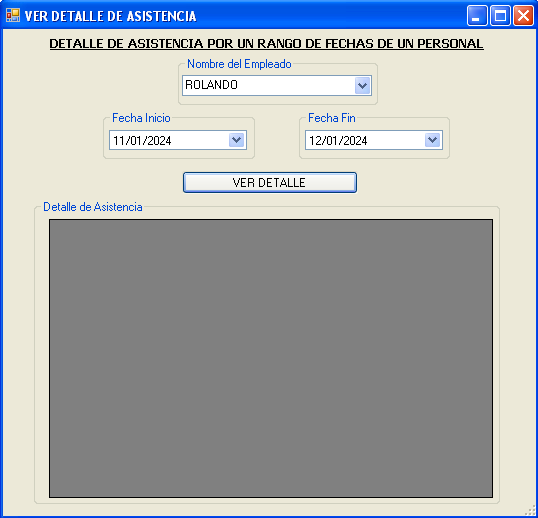 VER DETALLE DE ASISTENCIA
DETALLE DE ASISTENCIA POR UN RANGO DE FECHAS DE UN PERSONAL
Nombre del Empleado
ROLANDO
Fecha Inicio
Fecha Fin
11/01/2024
12/01/2024
VER DETALLE
Detalle de Asistencia